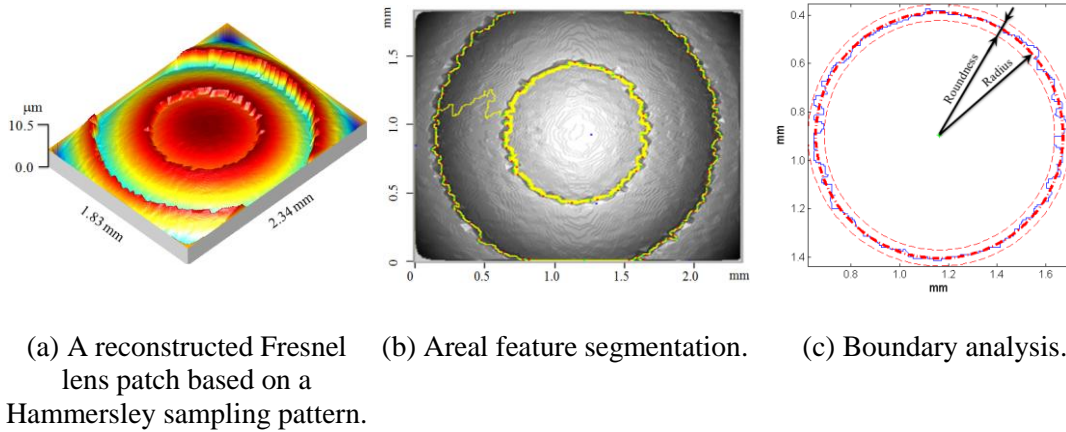 μm
10.5
0.0
1.83 mm
2.34 mm
mm
1.5
1.0
0.5
0
0
0.5
1.0
1.5
2.0
mm
0.4
0.6
0.8
1.0
1.2
1.4
Roundness
Radius
mm
0.8
1.0
1.2
1.4
1.6
mm
(a) A reconstructed Fresnel
lens patch based on a
Hammersley sampling pattern.
(b) Areal feature segmentation.
(c) Boundary analysis.